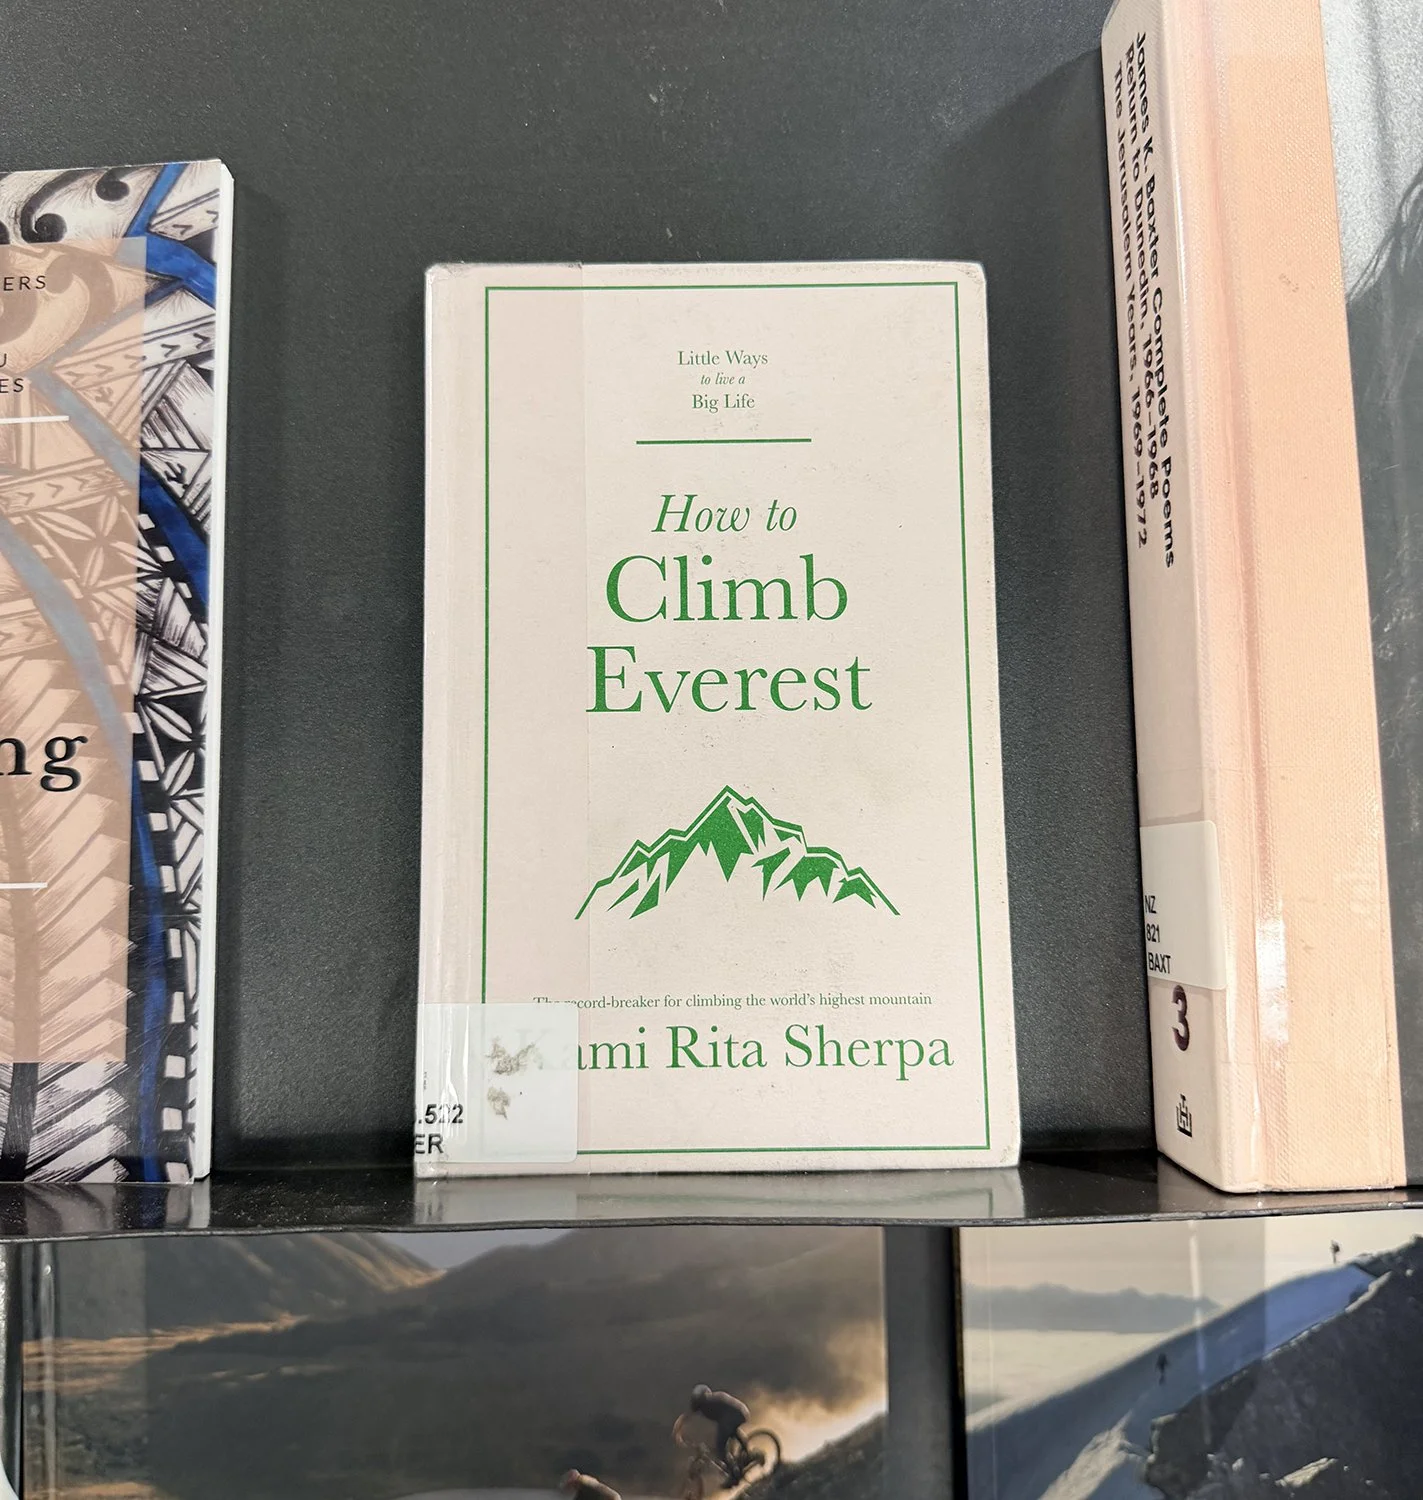 ERS
U
ES
ng
Little Ways
to live a
Big Life
How to
Climb
Everest
The record-breaker for climbing the world's highest mountain
Kami Rita Sherpa
.522
ER
James K. Baxter Complete Poems
Return to Dunedin, 1966–1968
The Jerusalem Years, 1969–1972
NZ
821
BAXT
3